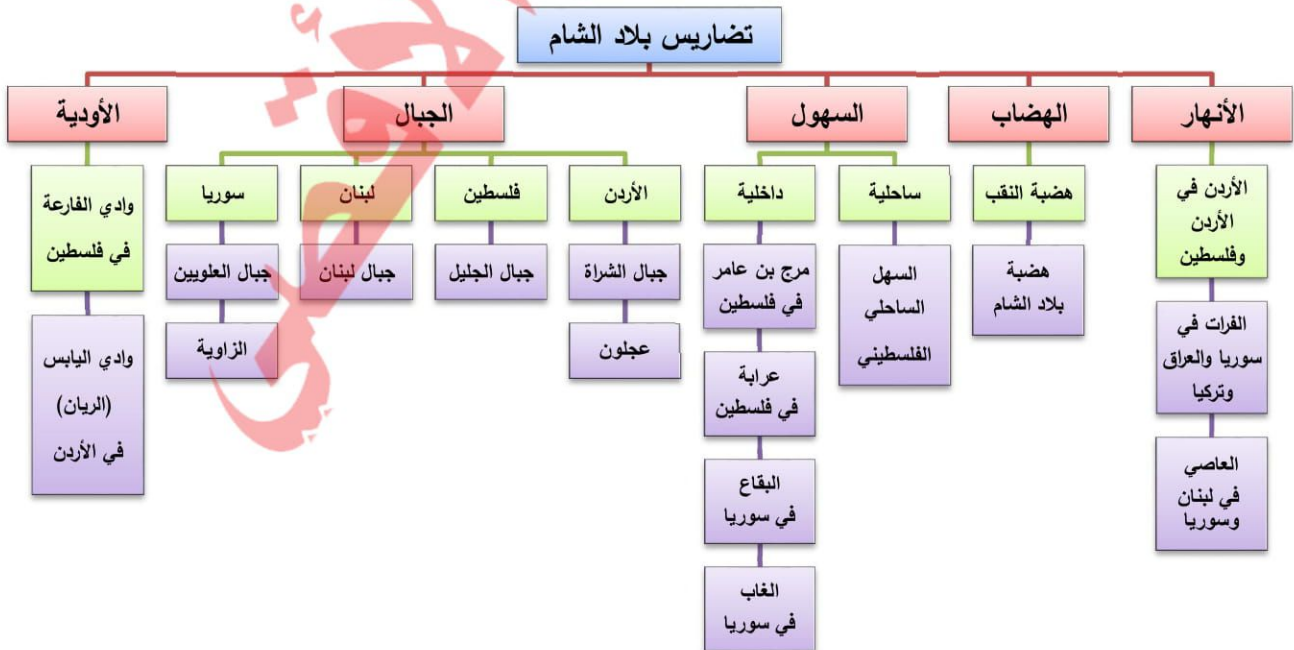 تضاريس بلاد الشام
الأنهار
الهضاب
السهول
الجبال
الأودية
الأردن في
الأردن
وفلسطين
الفرات في
سوريا والعراق
وتركيا
العاصي
في لبنان
وسوريا
هضبة النقب
هضبة
بلاد الشام
ساحلية
السهل
الساحلي
الفلسطيني
داخلية
مرج بن عامر
في فلسطين
عرابة
في فلسطين
البقاع
في سوريا
الغاب
في سوريا
الأردن
جبال الشراة
عجلون
فلسطين
جبال الجليل
لبنان
جبال لبنان
سوريا
جبال العلويين
الزاوية
وادي الفارعة
في فلسطين
وادي اليابس
(الريان)
في الأردن